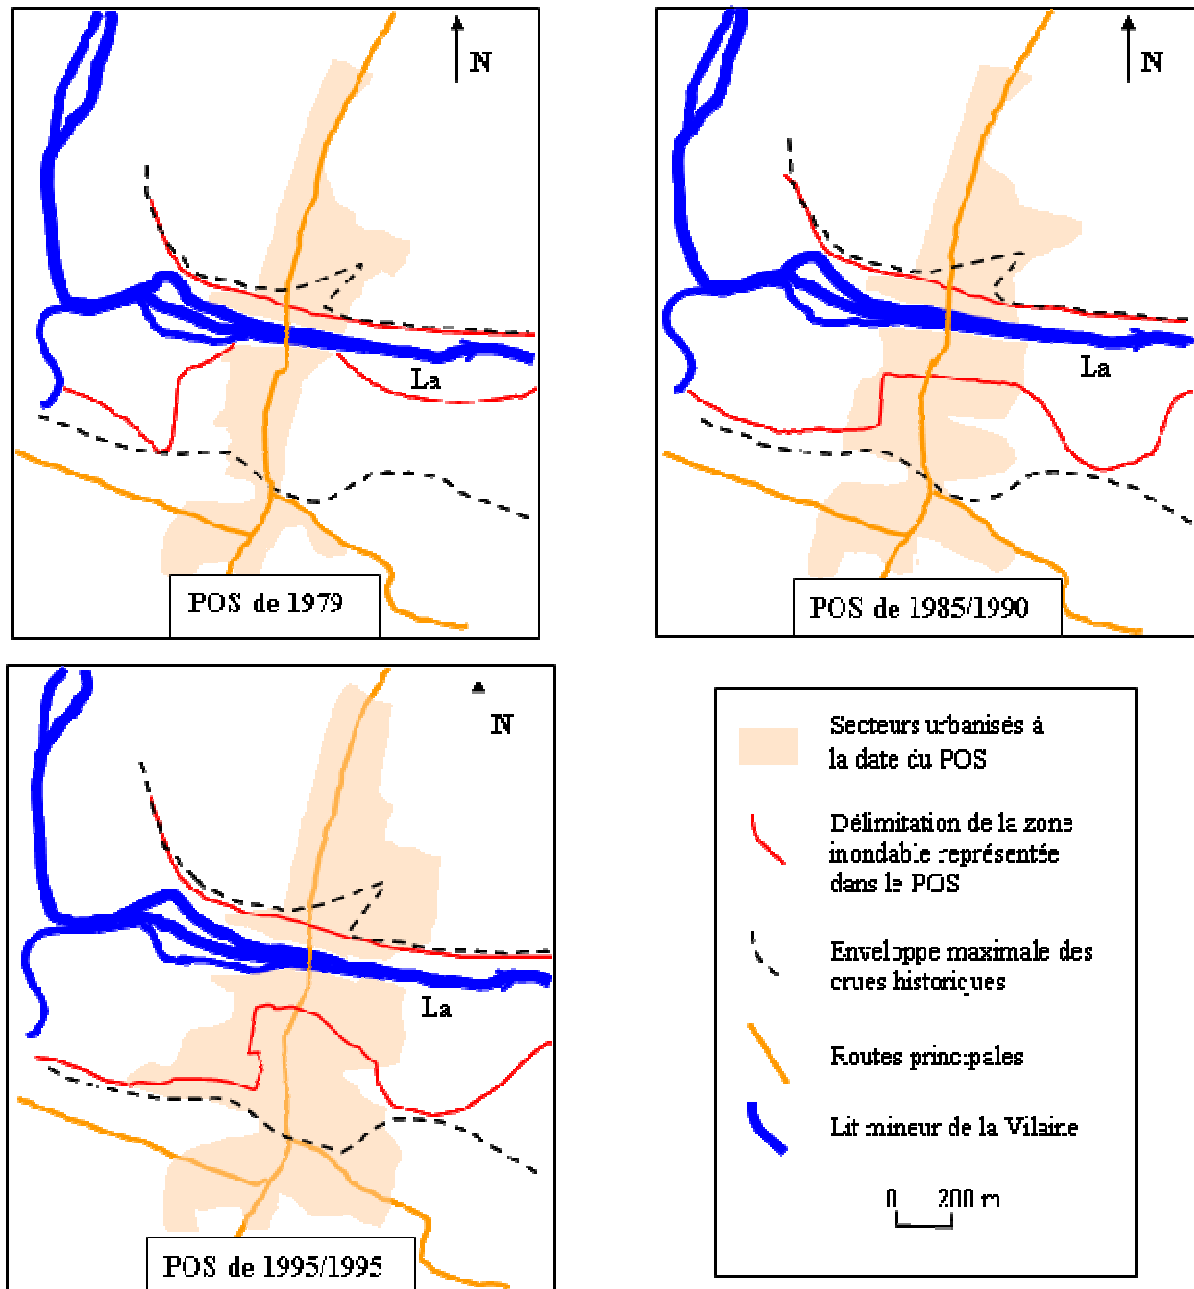 N
La
POS de 1979
N
La
POS de 1985/1990
N
La
POS de 1995/1995
Secteurs urbanisés à
la date du POS
Délimitation de la zone
inondable représentée
dans le POS
Enveloppe maximale des
crues historiques
Routes principales
Lit mineur de la Vilaine
0 200 m